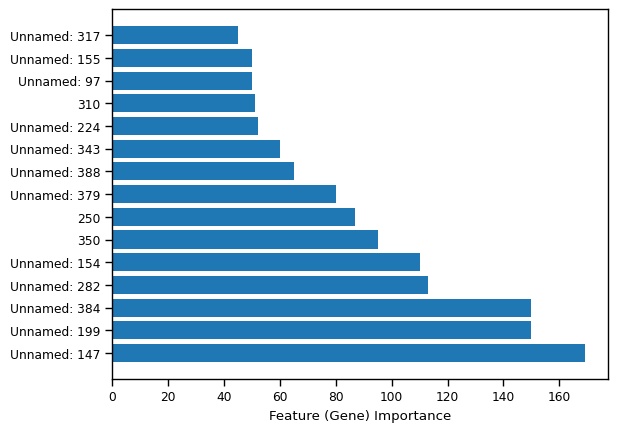 Unnamed: 317
Unnamed: 155
Unnamed: 97
310
Unnamed: 224
Unnamed: 343
Unnamed: 388
Unnamed: 379
250
350
Unnamed: 154
Unnamed: 282
Unnamed: 384
Unnamed: 199
Unnamed: 147
0 20 40 60 80 100 120 140 160
Feature (Gene) Importance